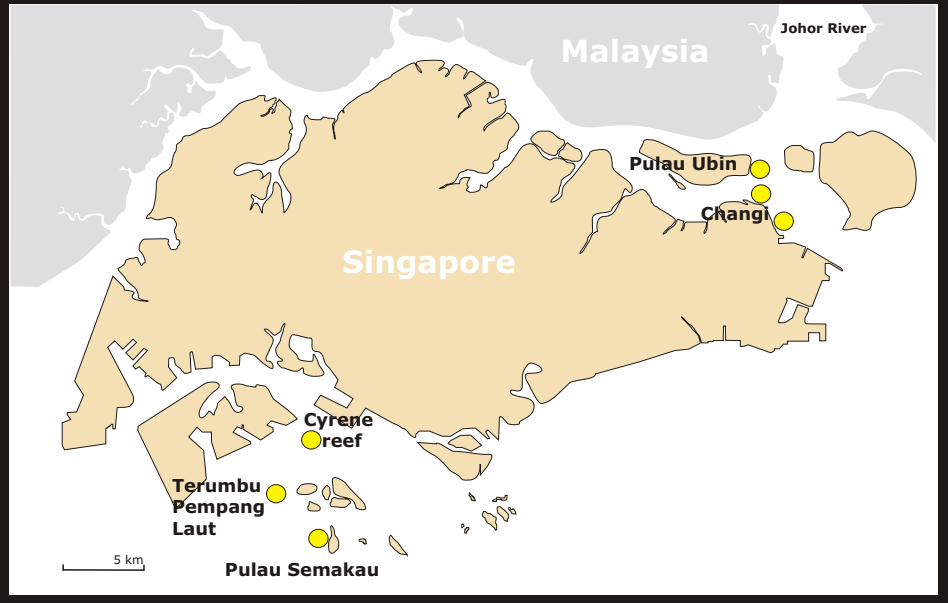 Johor River
Malaysia
Pulau Ubin
Changi
Singapore
Cyrene
reef
Terumbu
Pempang
Laut
5 km
Pulau Semakau